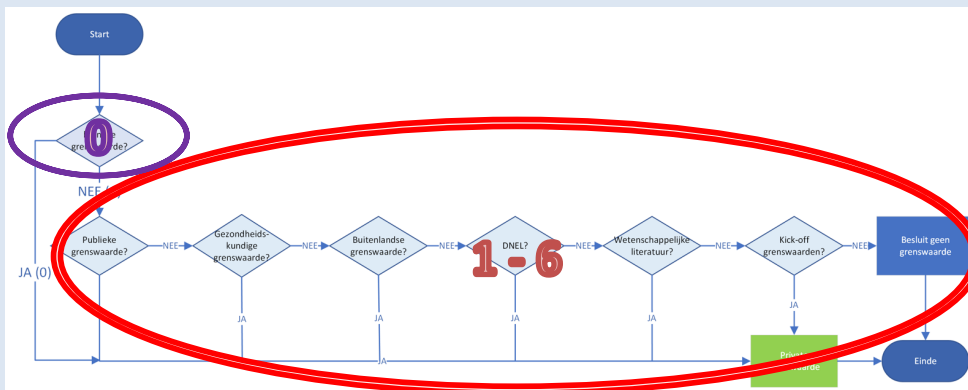 Start
0
grenswaarde?
NEE
JA (0)
Publieke
grenswaarde?
NEE
Gezondheids-
kundige
grenswaarde?
NEE
Buitenlandse
grenswaarde?
NEE
DNEL?
1 - 6
NEE
Wetenschappelijke
literatuur?
NEE
Kick-off
grenswaarden?
NEE
Besluit geen
grenswaarde
JA
JA
JA
JA
JA
JA
Einde